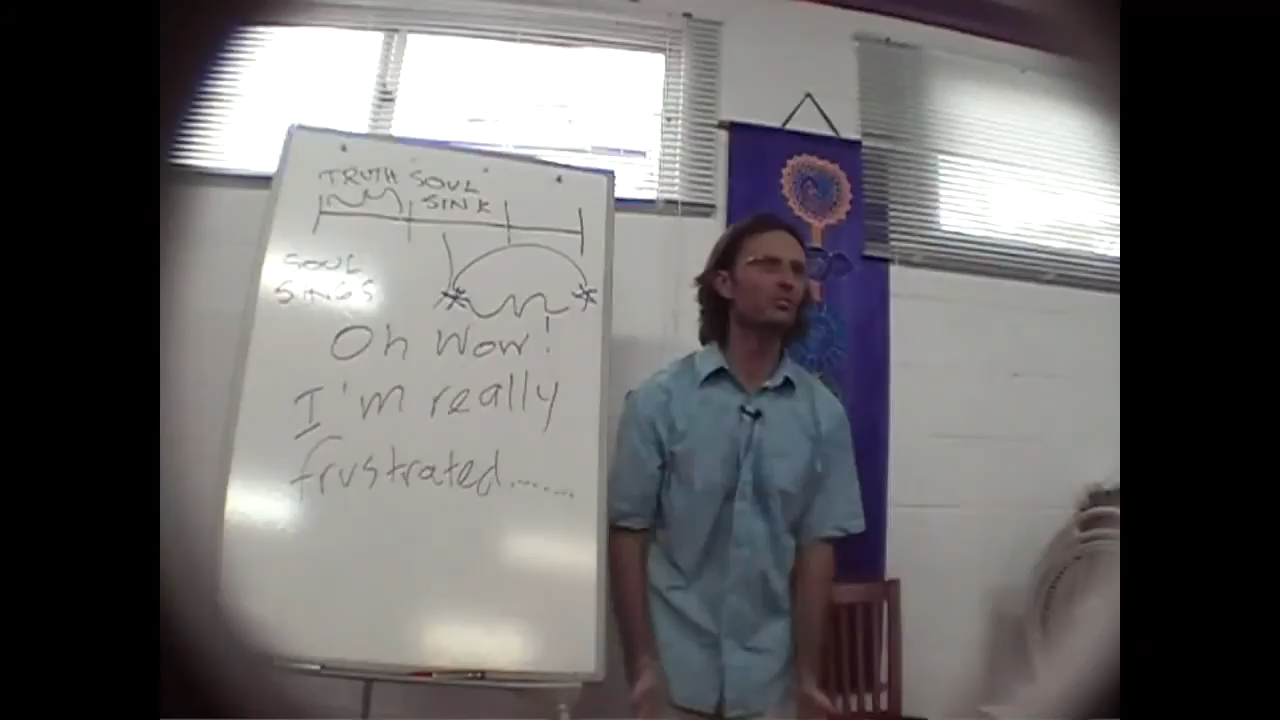 TRUTH SOUL
SINK
SOUL
SINGS
Oh Wow!
I'm really
frustrated.......